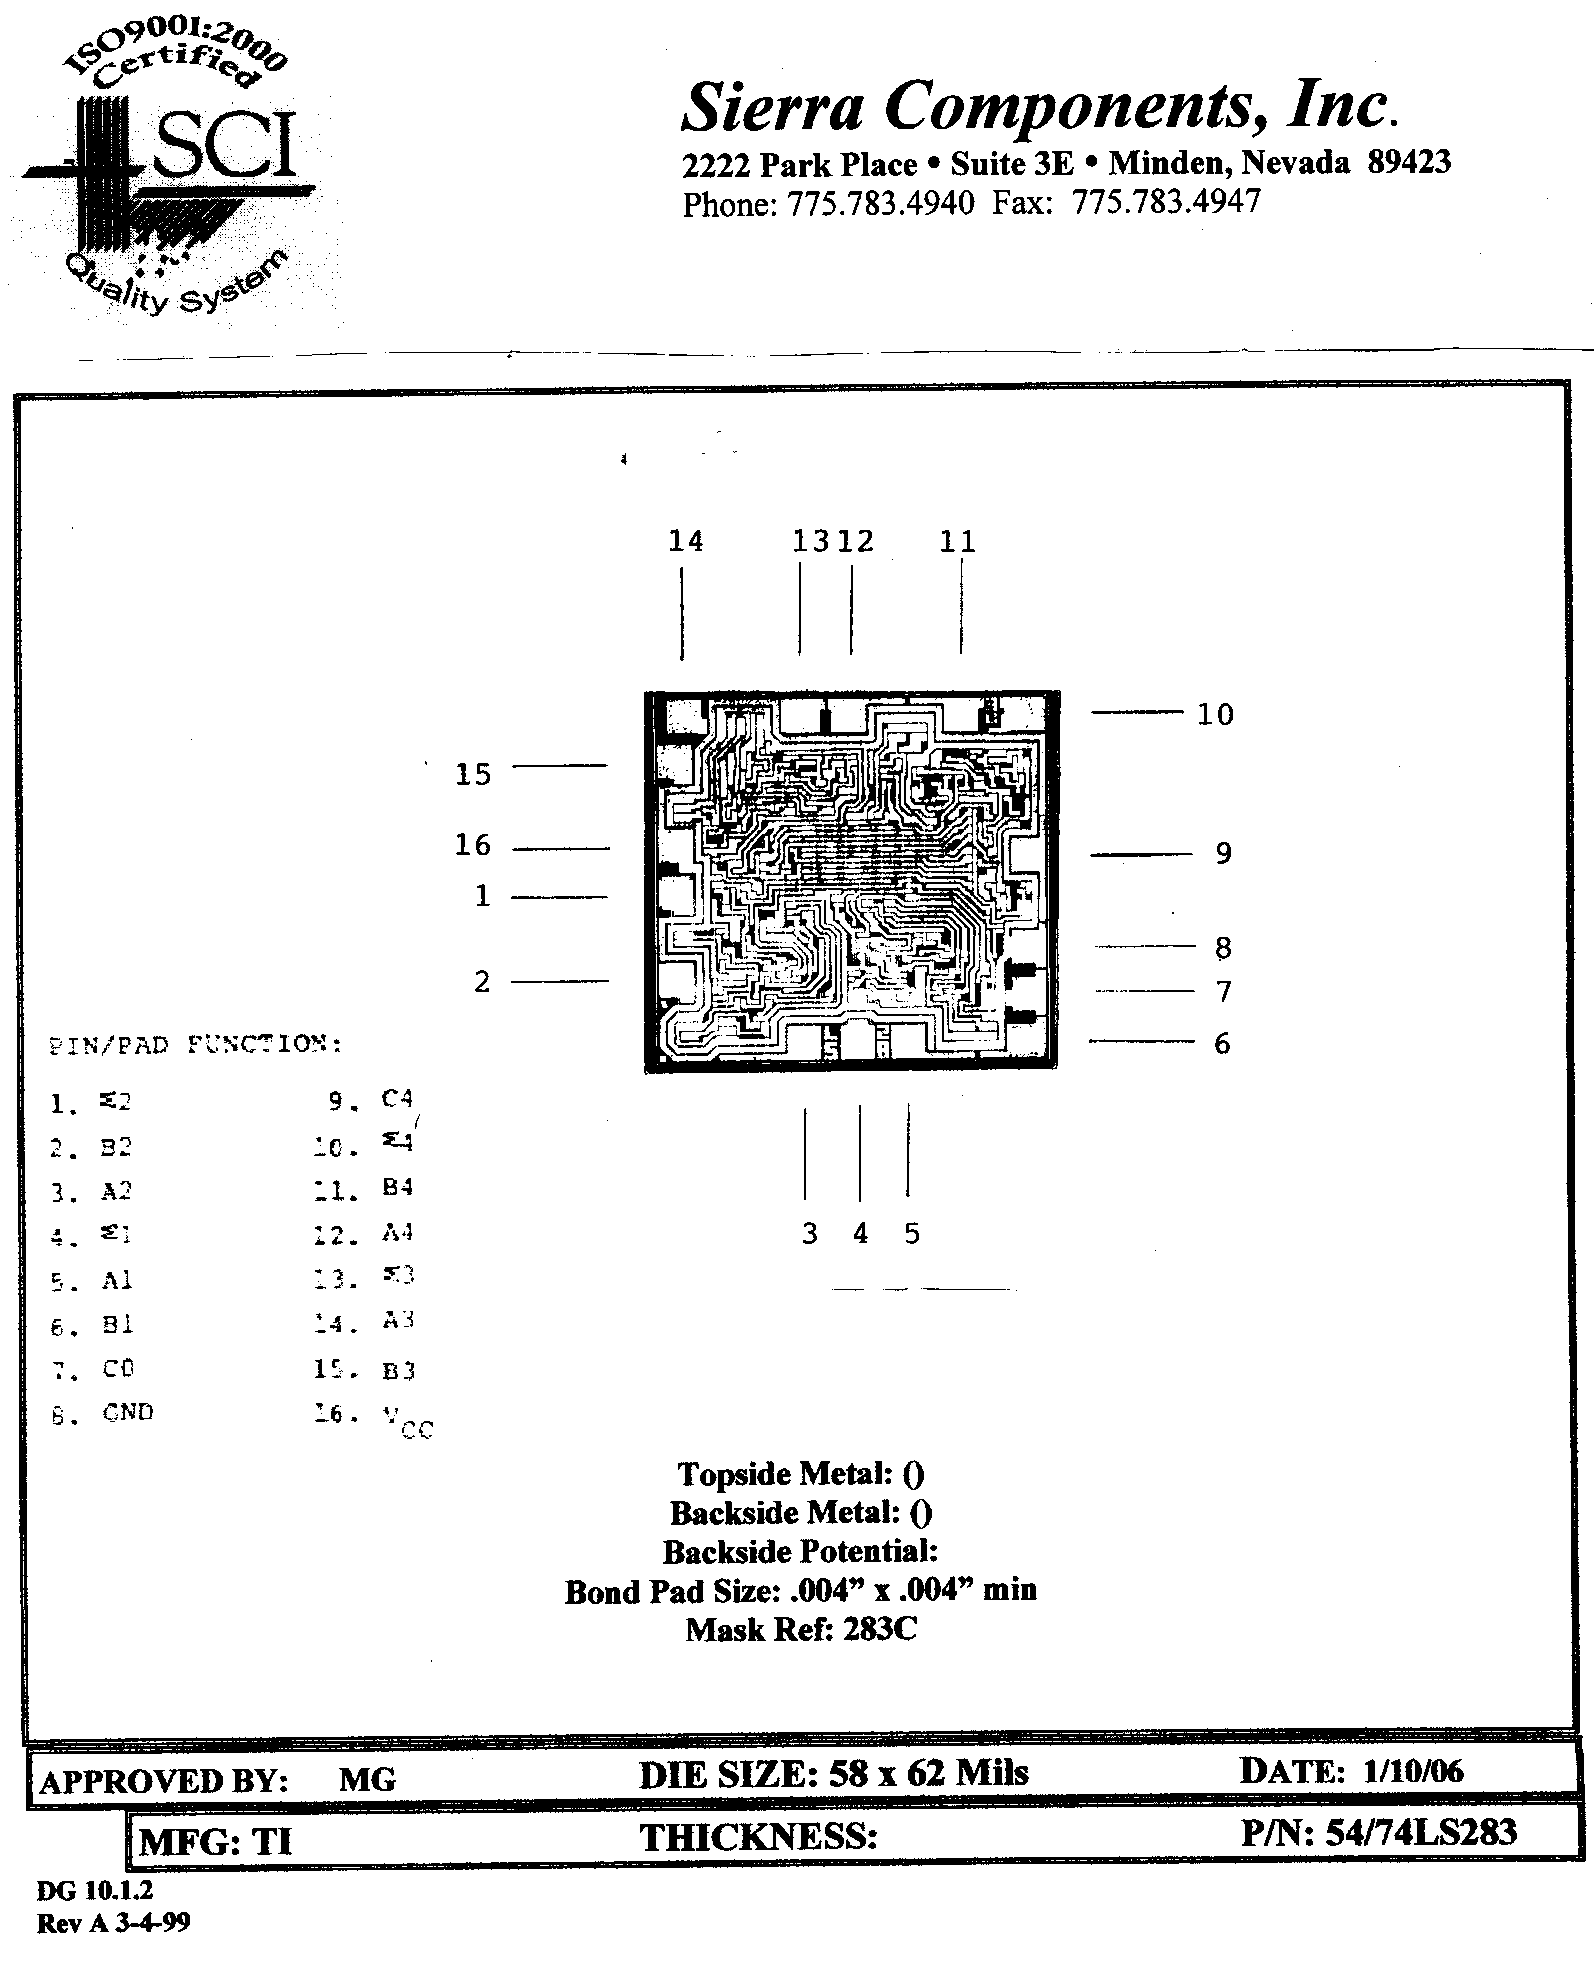 ISO9001:2000
Certified
SCI
Quality System
Sierra Components, Inc.
2222 Park Place • Suite 3E • Minden, Nevada 89423
Phone: 775.783.4940 Fax: 775.783.4947
14 13 12 11
10
15
16
9
1
8
2
7
6
3 4 5
PIN/PAD FUNCTION:
1. Σ2 9. C4
2. B2 10. Σ4
3. A2 11. B4
4. Σ1 12. A4
5. A1 13. Σ3
6. B1 14. A3
7. C0 15. B3
8. GND 16. VCC
Topside Metal: ()
Backside Metal: ()
Backside Potential:
Bond Pad Size: .004” x .004” min
Mask Ref: 283C
APPROVED BY: MG DIE SIZE: 58 x 62 Mils DATE: 1/10/06
MFG: TI THICKNESS: P/N: 54/74LS283
DG 10.1.2
Rev A 3-4-99